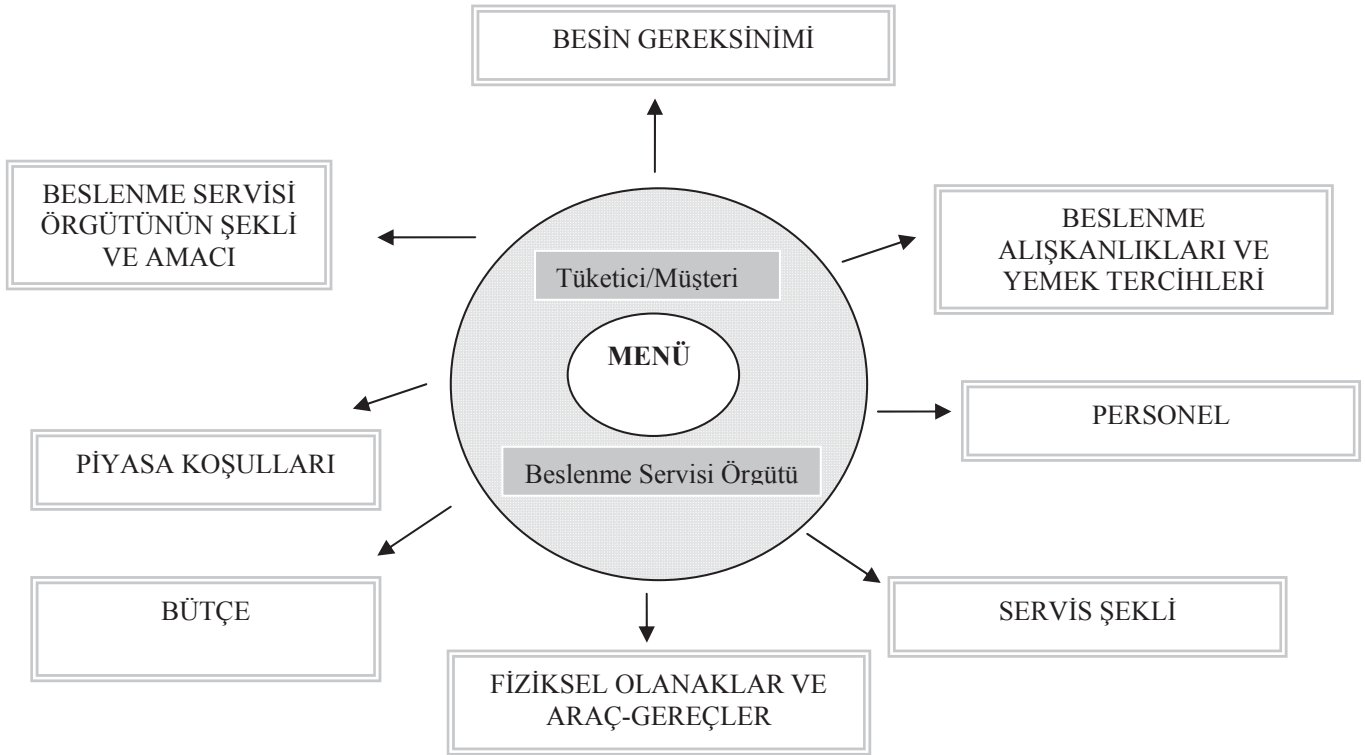 BESİN GEREKSİNİMİ
BESLENME SERVİSİ
ÖRGÜTÜNÜN ŞEKLİ
VE AMACI
BESLENME
ALIŞKANLIKLARI VE
YEMEK TERCİHLERİ
Tüketici/Müşteri
MENÜ
PERSONEL
PİYASA KOŞULLARI
Beslenme Servisi Örgütü
BÜTÇE
SERVİS ŞEKLİ
FİZİKSEL OLANAKLAR VE
ARAÇ-GEREÇLER